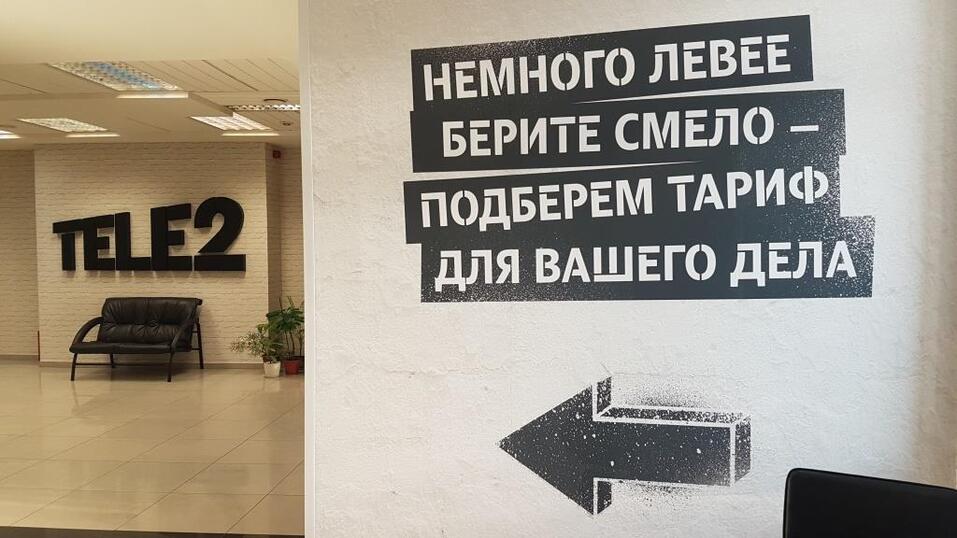 TELE2
НЕМНОГО ЛЕВЕЕ
БЕРИТЕ СМЕЛО –
ПОДБЕРЕМ ТАРИФ
ДЛЯ ВАШЕГО ДЕЛА